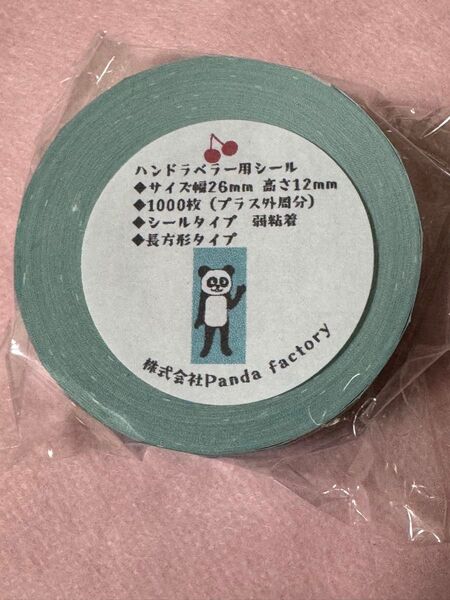 ハンドラベラー用シール
◆サイズ幅26mm 高さ12mm
◆1000枚(プラス外周分)
◆シールタイプ 弱粘着
◆長方形タイプ
株式会社Panda factory